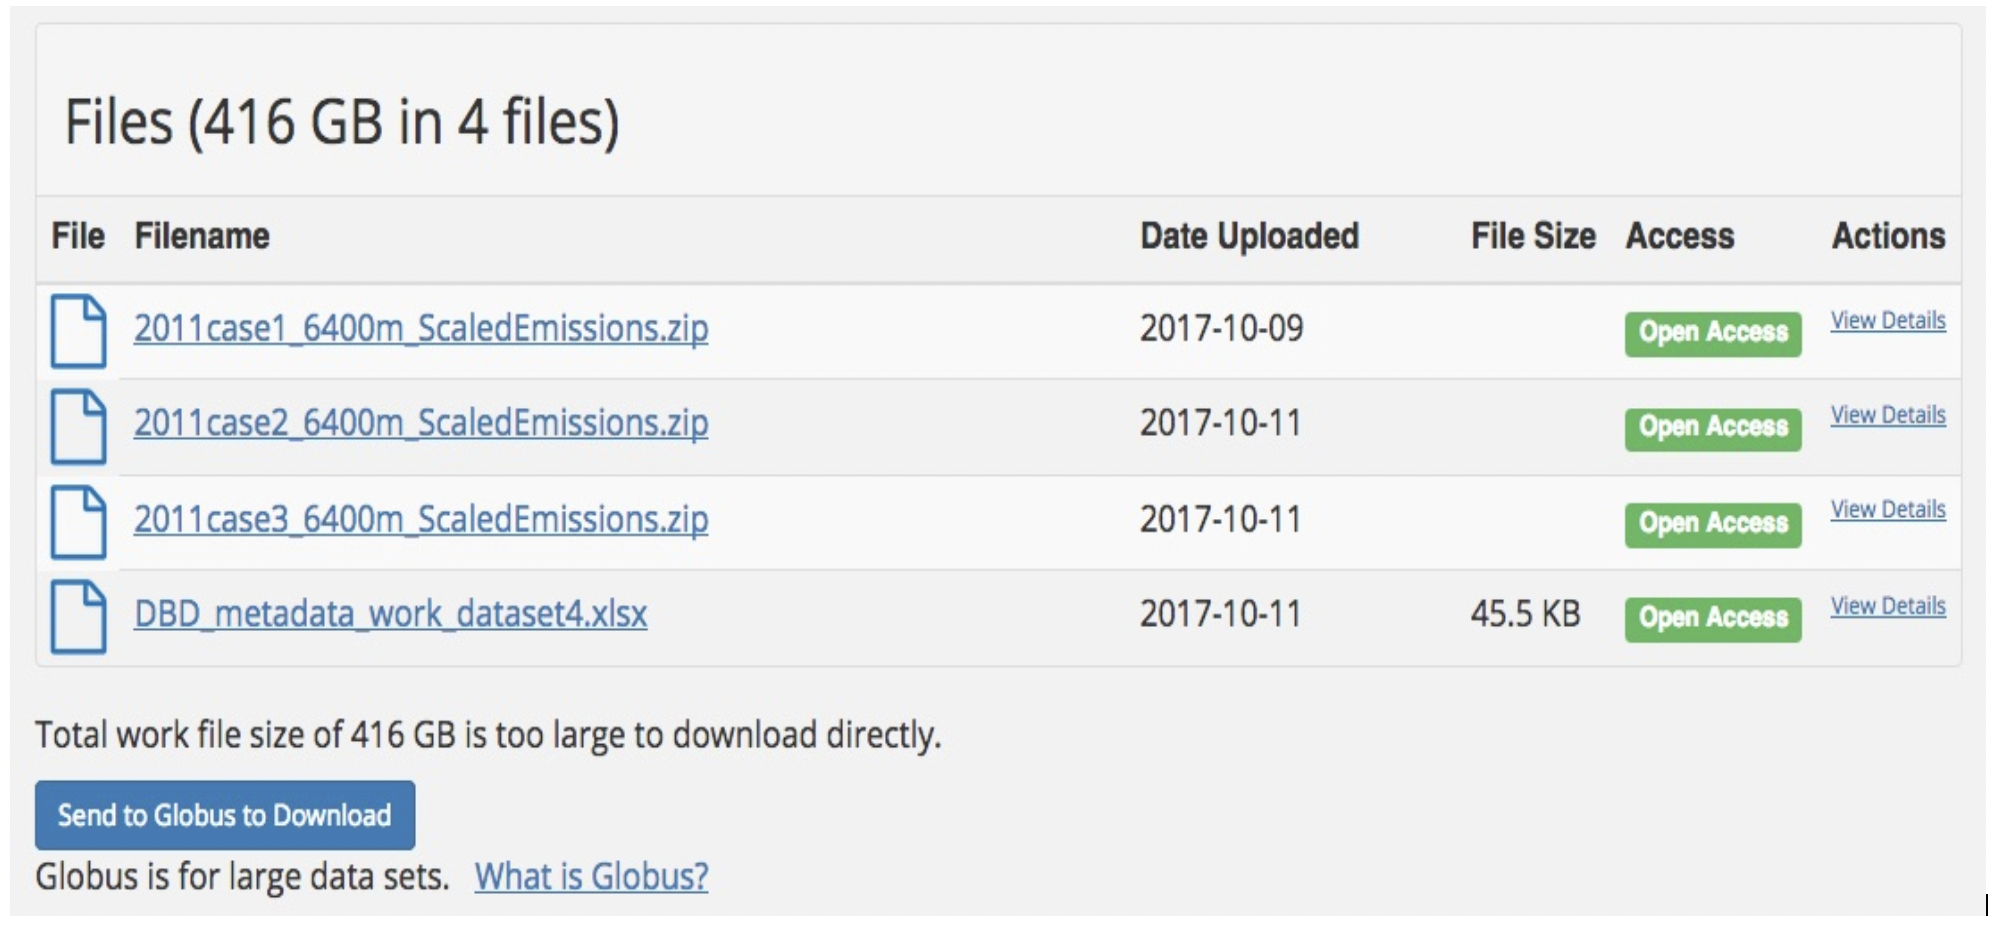 Files (416 GB in 4 files)
File Filename Date Uploaded File Size Access Actions
2011case1_6400m_ScaledEmissions.zip 2017-10-09 Open Access View Details
2011case2_6400m_ScaledEmissions.zip 2017-10-11 Open Access View Details
2011case3_6400m_ScaledEmissions.zip 2017-10-11 Open Access View Details
DBD_metadata_work_dataset4.xlsx 2017-10-11 45.5 KB Open Access View Details
Total work file size of 416 GB is too large to download directly.
Send to Globus to Download
Globus is for large data sets. What is Globus?